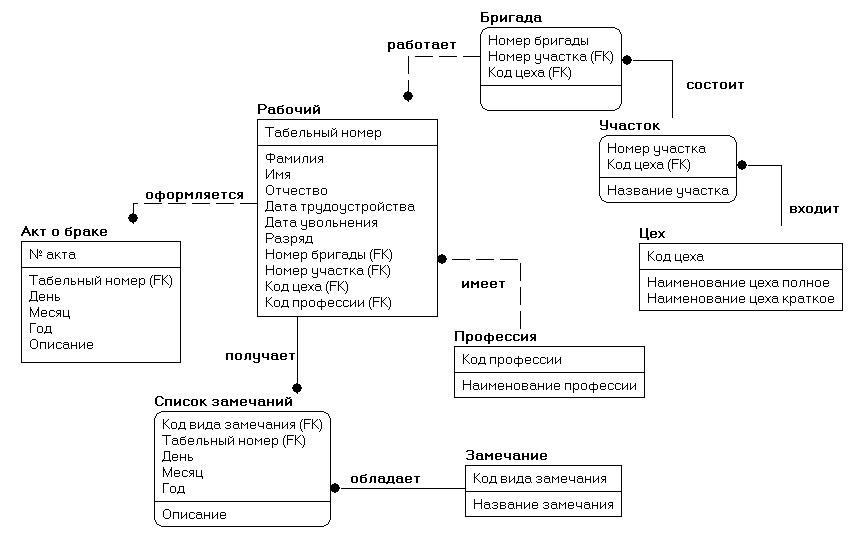 Бригада
Номер бригады
Номер участка (FK)
Код цеха (FK)
работает
состоит
Участок
Номер участка
Код цеха (FK)
Название участка
входит
Цех
Код цеха
Наименование цеха полное
Наименование цеха краткое
Рабочий
Табельный номер
Фамилия
Имя
Отчество
Дата трудоустройства
Дата увольнения
Разряд
Номер бригады (FK)
Номер участка (FK)
Код цеха (FK)
Код профессии (FK)
оформляется
Акт о браке
№ акта
Табельный номер (FK)
День
Месяц
Год
Описание
имеет
Профессия
Код профессии
Наименование профессии
получает
Список замечаний
Код вида замечания (FK)
Табельный номер (FK)
День
Месяц
Год
Описание
обладает
Замечание
Код вида замечания
Название замечания